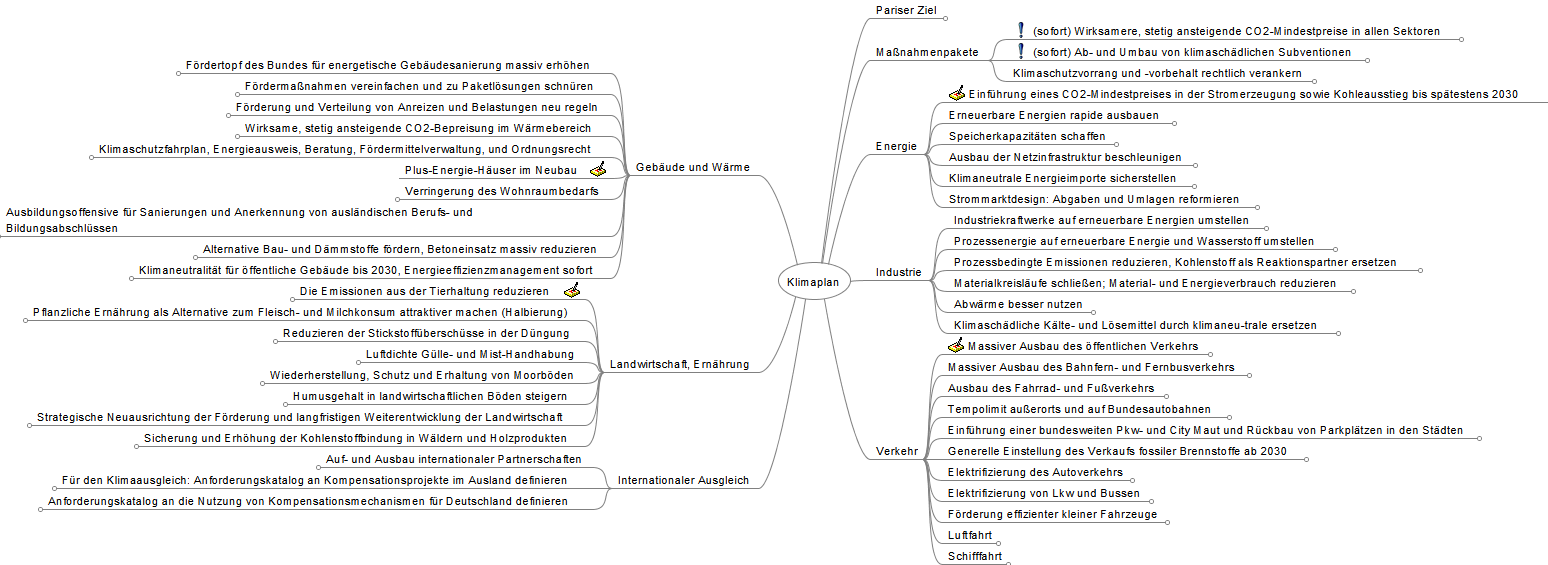 Klimaplan
Pariser Ziel
Maßnahmenpakete
(sofort) Wirksamere, stetig ansteigende CO2-Mindestpreise in allen Sektoren
(sofort) Ab- und Umbau von klimaschädlichen Subventionen
Klimaschutzvorrang und -vorbehalt rechtlich verankern
Energie
Einführung eines CO2-Mindestpreises in der Stromerzeugung sowie Kohleausstieg bis spätestens 2030
Erneuerbare Energien rapide ausbauen
Speicherkapazitäten schaffen
Ausbau der Netzinfrastruktur beschleunigen
Klimaneutrale Energieimporte sicherstellen
Strommarktdesign: Abgaben und Umlagen reformieren
Industrie
Industriekraftwerke auf erneuerbare Energien umstellen
Prozessenergie auf erneuerbare Energie und Wasserstoff umstellen
Prozessbedingte Emissionen reduzieren, Kohlenstoff als Reaktionspartner ersetzen
Materialkreisläufe schließen; Material- und Energieverbrauch reduzieren
Abwärme besser nutzen
Klimaschädliche Kälte- und Lösemittel durch klimaneu-trale ersetzen
Verkehr
Massiver Ausbau des öffentlichen Verkehrs
Massiver Ausbau des Bahnfern- und Fernbusverkehrs
Ausbau des Fahrrad- und Fußverkehrs
Tempolimit außerorts und auf Bundesautobahnen
Einführung einer bundesweiten Pkw- und City Maut und Rückbau von Parkplätzen in den Städten
Generelle Einstellung des Verkaufs fossiler Brennstoffe ab 2030
Elektrifizierung des Autoverkehrs
Elektrifizierung von Lkw und Bussen
Förderung effizienter kleiner Fahrzeuge
Luftfahrt
Schifffahrt
Gebäude und Wärme
Fördertopf des Bundes für energetische Gebäudesanierung massiv erhöhen
Fördermaßnahmen vereinfachen und zu Paketlösungen schnüren
Förderung und Verteilung von Anreizen und Belastungen neu regeln
Wirksame, stetig ansteigende CO2-Bepreisung im Wärmebereich
Klimaschutzfahrplan, Energieausweis, Beratung, Fördermittelverwaltung, und Ordnungsrecht
Plus-Energie-Häuser im Neubau
Verringerung des Wohnraumbedarfs
Ausbildungsoffensive für Sanierungen und Anerkennung von ausländischen Berufs- und
Bildungsabschlüssen
Alternative Bau- und Dämmstoffe fördern, Betoneinsatz massiv reduzieren
Klimaneutralität für öffentliche Gebäude bis 2030, Energieeffizienzmanagement sofort
Landwirtschaft, Ernährung
Die Emissionen aus der Tierhaltung reduzieren
Pflanzliche Ernährung als Alternative zum Fleisch- und Milchkonsum attraktiver machen (Halbierung)
Reduzieren der Stickstoffüberschüsse in der Düngung
Luftdichte Gülle- und Mist-Handhabung
Wiederherstellung, Schutz und Erhaltung von Moorböden
Humusgehalt in landwirtschaftlichen Böden steigern
Strategische Neuausrichtung der Förderung und langfristigen Weiterentwicklung der Landwirtschaft
Sicherung und Erhöhung der Kohlenstoffbindung in Wäldern und Holzprodukten
Internationaler Ausgleich
Auf- und Ausbau internationaler Partnerschaften
Für den Klimaausgleich: Anforderungskatalog an Kompensationsprojekte im Ausland definieren
Anforderungskatalog an die Nutzung von Kompensationsmechanismen für Deutschland definieren